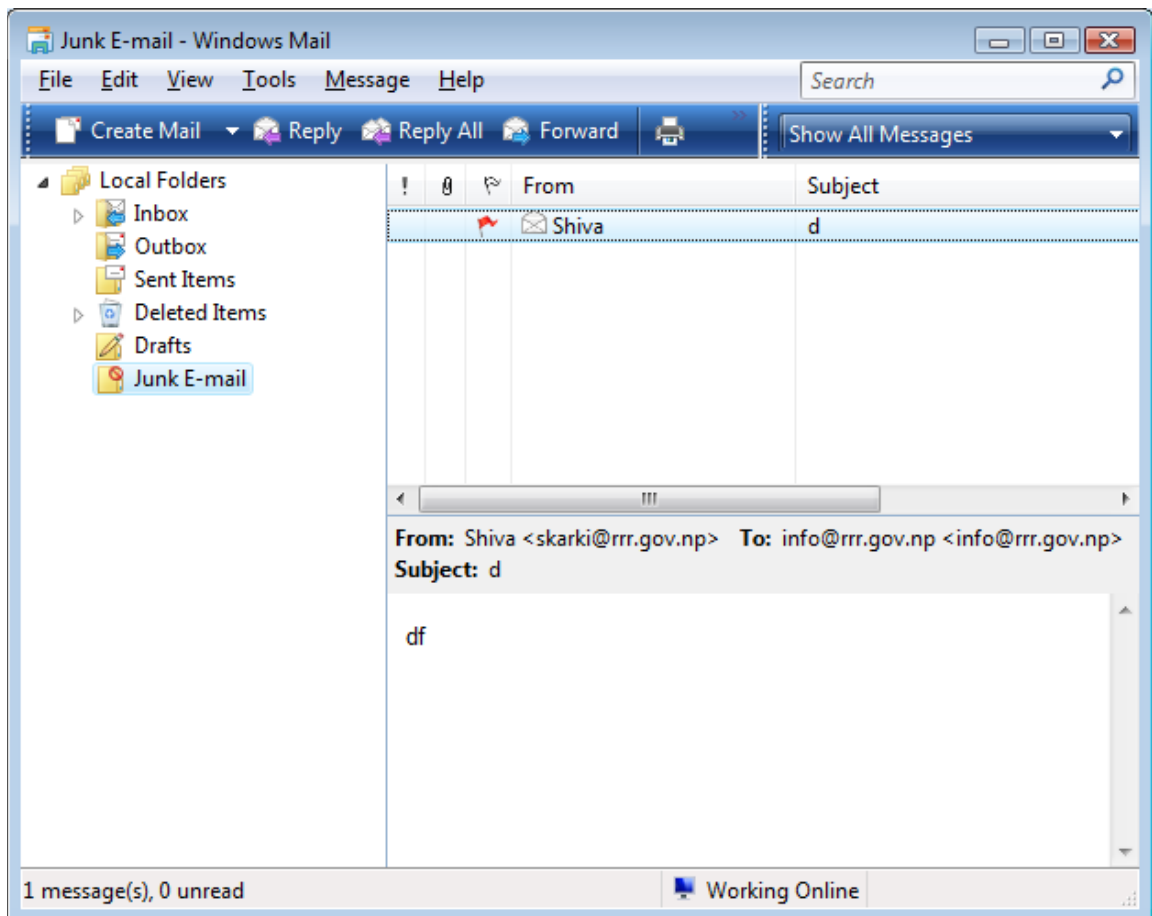 Junk E-mail - Windows Mail
File Edit View Tools Message Help Search
Create Mail Reply Reply All Forward » Show All Messages
Local Folders
Inbox
Outbox
Sent Items
Deleted Items
Drafts
Junk E-mail
! From Subject
Shiva d
From: Shiva <skarki@rrr.gov.np> To: info@rrr.gov.np <info@rrr.gov.np>
Subject: d
df
1 message(s), 0 unread Working Online